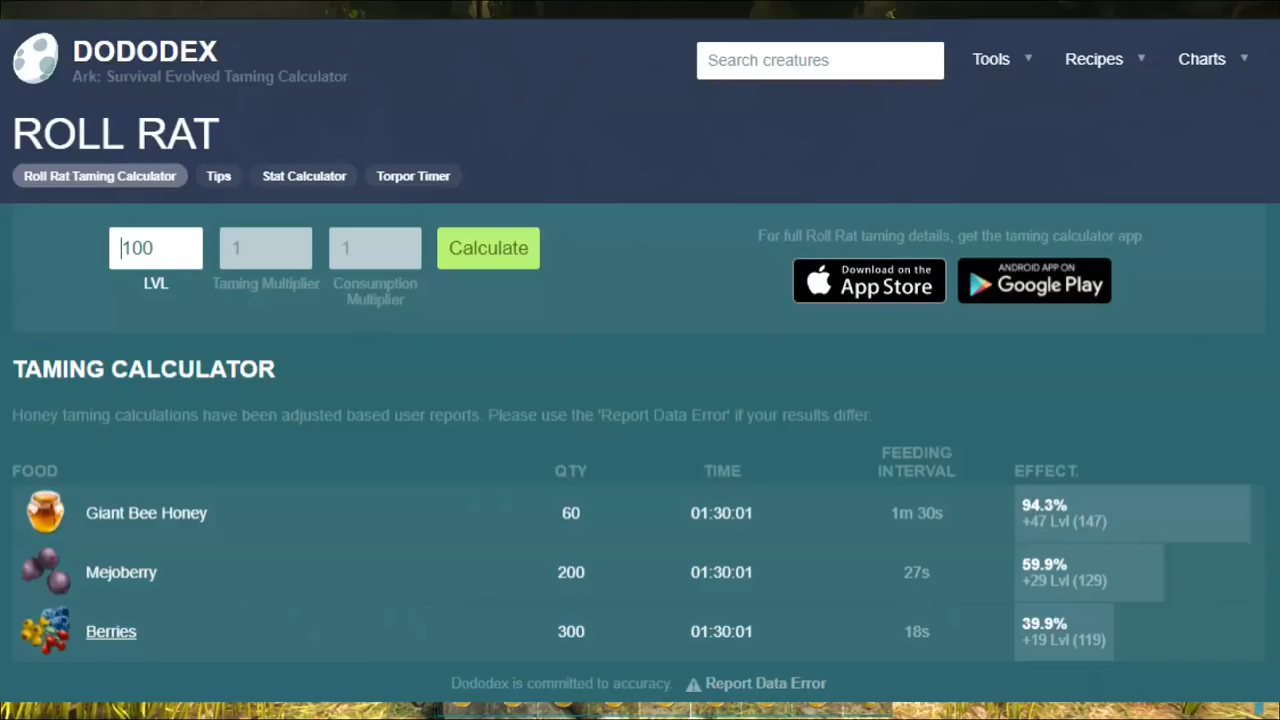 DODODEX
Ark: Survival Evolved Taming Calculator
Search creatures
Tools
Recipes
Charts
ROLL RAT
Roll Rat Taming Calculator
Tips
Stat Calculator
Torpor Timer
100
1
1
Calculate
LVL
Taming Multiplier
Consumption
Multiplier
For full Roll Rat taming details, get the taming calculator app.
Download on the
App Store
ANDROID APP ON
Google Play
TAMING CALCULATOR
Honey taming calculations have been adjusted based user reports. Please use the 'Report Data Error' if your results differ.
FOOD
QTY
TIME
FEEDING
INTERVAL
EFFECT.
Giant Bee Honey
60
01:30:01
1m 30s
94.3%
+47 Lvl (147)
Mejoberry
200
01:30:01
27s
59.9%
+29 Lvl (129)
Berries
300
01:30:01
18s
39.9%
+19 Lvl (119)
Dododex is committed to accuracy. Report Data Error